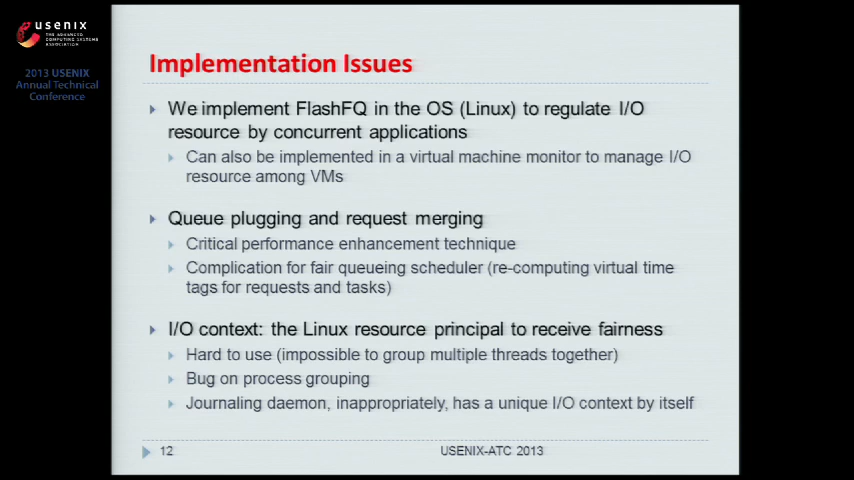 usenix
THE ADVANCED
COMPUTING SYSTEMS
ASSOCIATION
2013 USENIX
Annual Technical
Conference
Implementation Issues
We implement FlashFQ in the OS (Linux) to regulate I/O
resource by concurrent applications
Can also be implemented in a virtual machine monitor to manage I/O
resource among VMs
Queue plugging and request merging
Critical performance enhancement technique
Complication for fair queueing scheduler (re-computing virtual time
tags for requests and tasks)
I/O context: the Linux resource principal to receive fairness
Hard to use (impossible to group multiple threads together)
Bug on process grouping
Journaling daemon, inappropriately, has a unique I/O context by itself
12
USENIX-ATC 2013